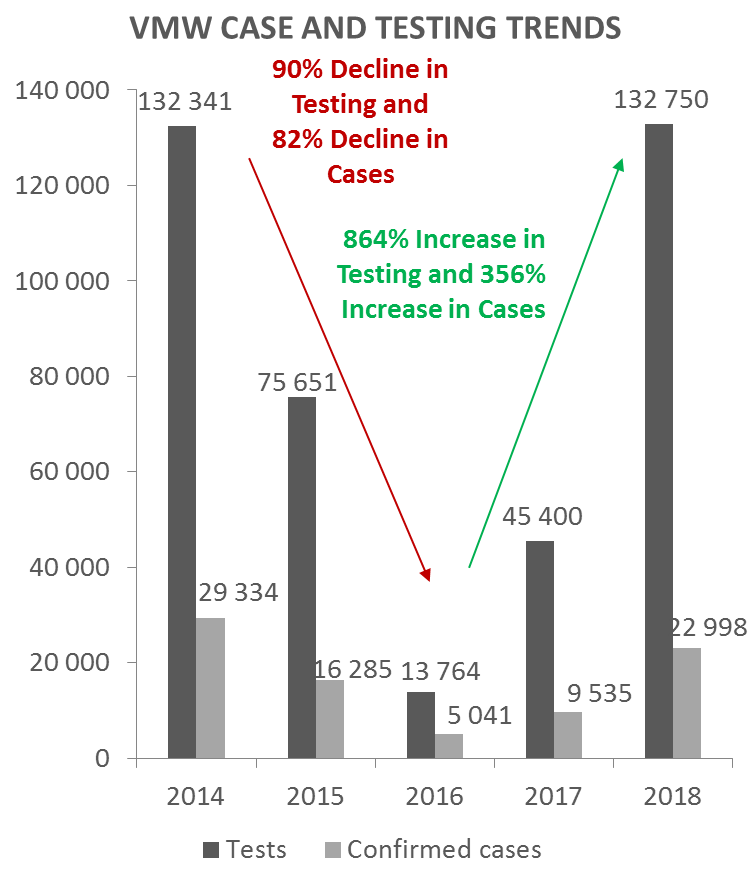 VMW CASE AND TESTING TRENDS
90% Decline in
Testing and
82% Decline in
Cases
864% Increase in
Testing and 356%
Increase in Cases
140 000
120 000
100 000
80 000
60 000
40 000
20 000
0
132 341
29 334
75 651
16 285
13 764
5 041
45 400
9 535
132 750
22 998
2014 2015 2016 2017 2018
Tests Confirmed cases